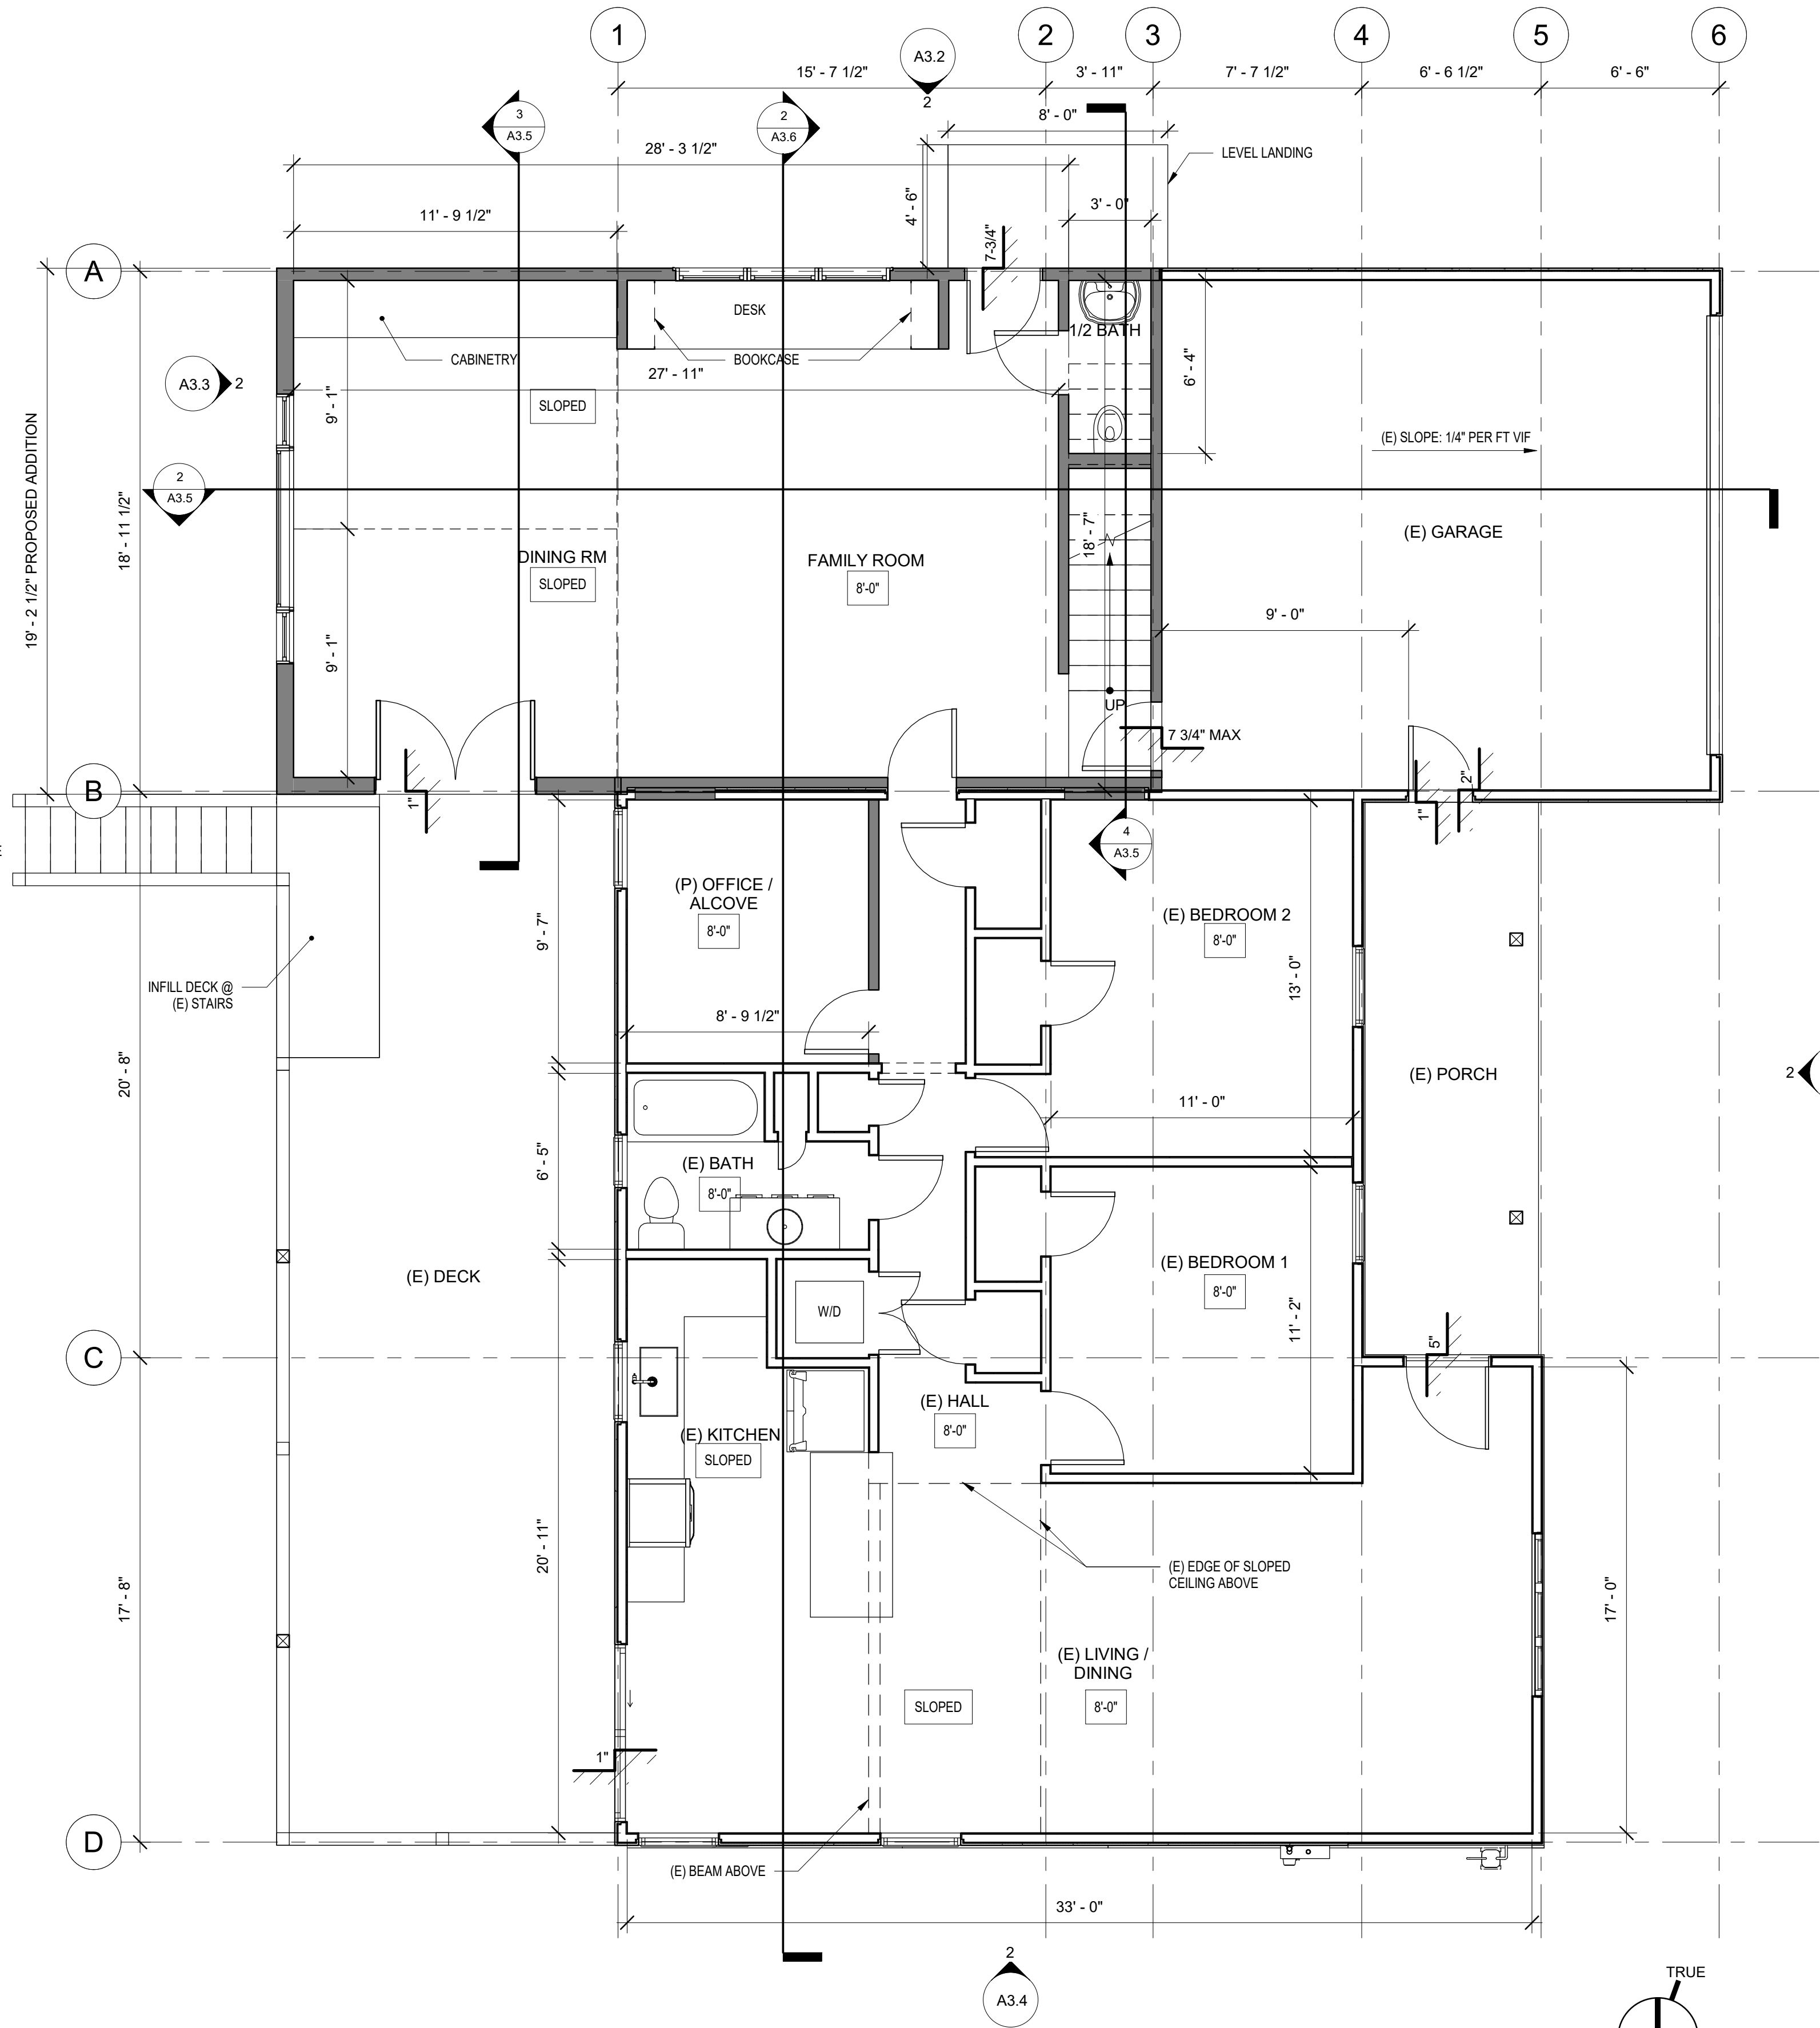 1
2
3
4
5
6
A3.2
2
15' - 7 1/2"
3' - 11"
7' - 7 1/2"
6' - 6 1/2"
6' - 6"
3
A3.5
2
A3.6
8' - 0"
28' - 3 1/2"
LEVEL LANDING
4' - 6"
3' - 0"
11' - 9 1/2"
7-3/4"
A
DESK
1/2 BATH
CABINETRY
BOOKCASE
27' - 11"
6' - 4"
A3.3
2
9' - 1"
SLOPED
(E) SLOPE: 1/4" PER FT VIF
2
A3.5
19' - 2 1/2" PROPOSED ADDITION
18' - 11 1/2"
18' - 7"
(E) GARAGE
DINING RM
SLOPED
FAMILY ROOM
8'-0"
9' - 0"
9' - 1"
UP
7 3/4" MAX
B
1"
1"
2"
4
A3.5
(P) OFFICE /
ALCOVE
8'-0"
9' - 7"
(E) BEDROOM 2
8'-0"
13' - 0"
INFILL DECK @
(E) STAIRS
8' - 9 1/2"
20' - 8"
(E) PORCH
2
11' - 0"
6' - 5"
(E) BATH
8'-0"
(E) DECK
(E) BEDROOM 1
8'-0"
W/D
11' - 2"
5"
C
(E) HALL
8'-0"
(E) KITCHEN
SLOPED
20' - 11"
(E) EDGE OF SLOPED
CEILING ABOVE
17' - 8"
17' - 0"
(E) LIVING /
DINING
8'-0"
SLOPED
1"
D
(E) BEAM ABOVE
33' - 0"
2
A3.4
TRUE